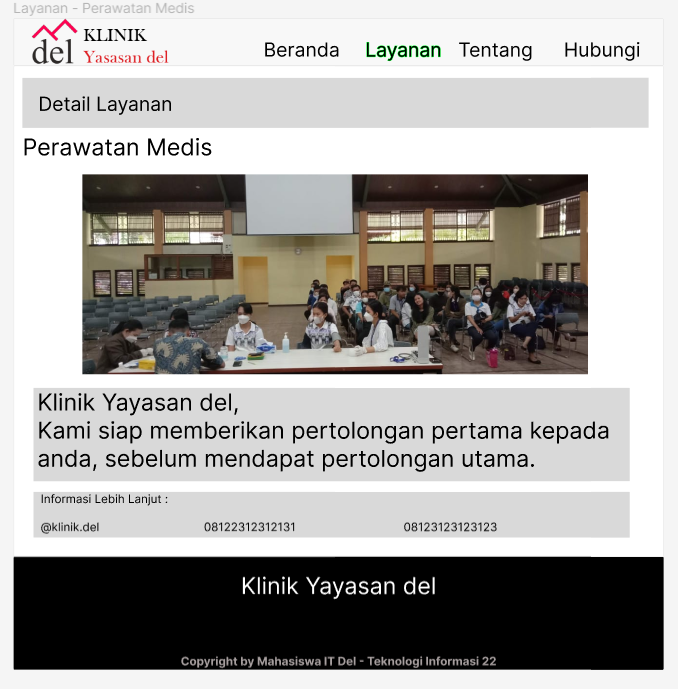 Layanan - Perawatan Medis
del
KLINIK
Yasasan del
Beranda Layanan Tentang Hubungi
Detail Layanan
Perawatan Medis
Klinik Yayasan del,
Kami siap memberikan pertolongan pertama kepada
anda, sebelum mendapat pertolongan utama.
Informasi Lebih Lanjut :
@klinik.del 08122312312131 08123123123123
Klinik Yayasan del
Copyright by Mahasiswa IT Del - Teknologi Informasi 22